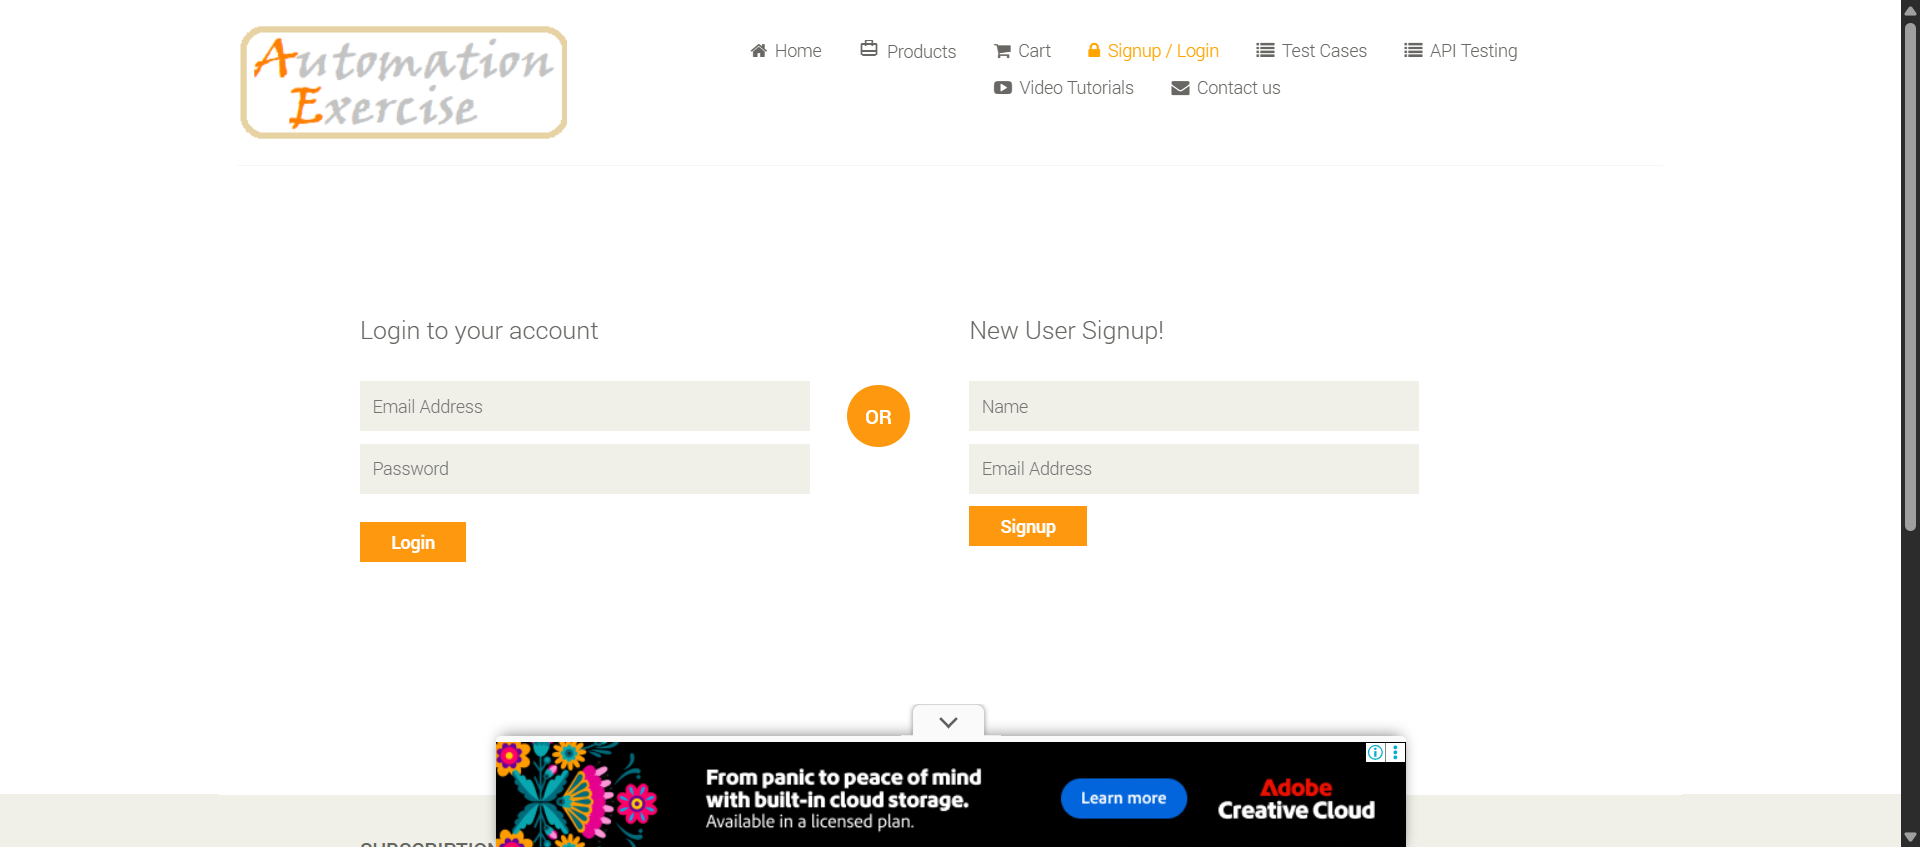 Automation
Exercise
Home
Products
Cart
Signup / Login
Test Cases
API Testing
Video Tutorials
Contact us
Login to your account
Email Address
Password
Login
OR
New User Signup!
Name
Email Address
Signup
From panic to peace of mind
with built-in cloud storage.
Available in a licensed plan.
Learn more
Adobe
Creative Cloud
SUBSCRIPTION